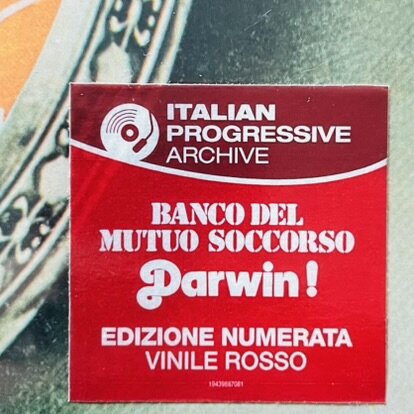 ITALIAN
PROGRESSIVE
ARCHIVE
BANCO DEL
MUTUO SOCCORSO
Darwin!
EDIZIONE NUMERATA
VINILE ROSSO
19439887081